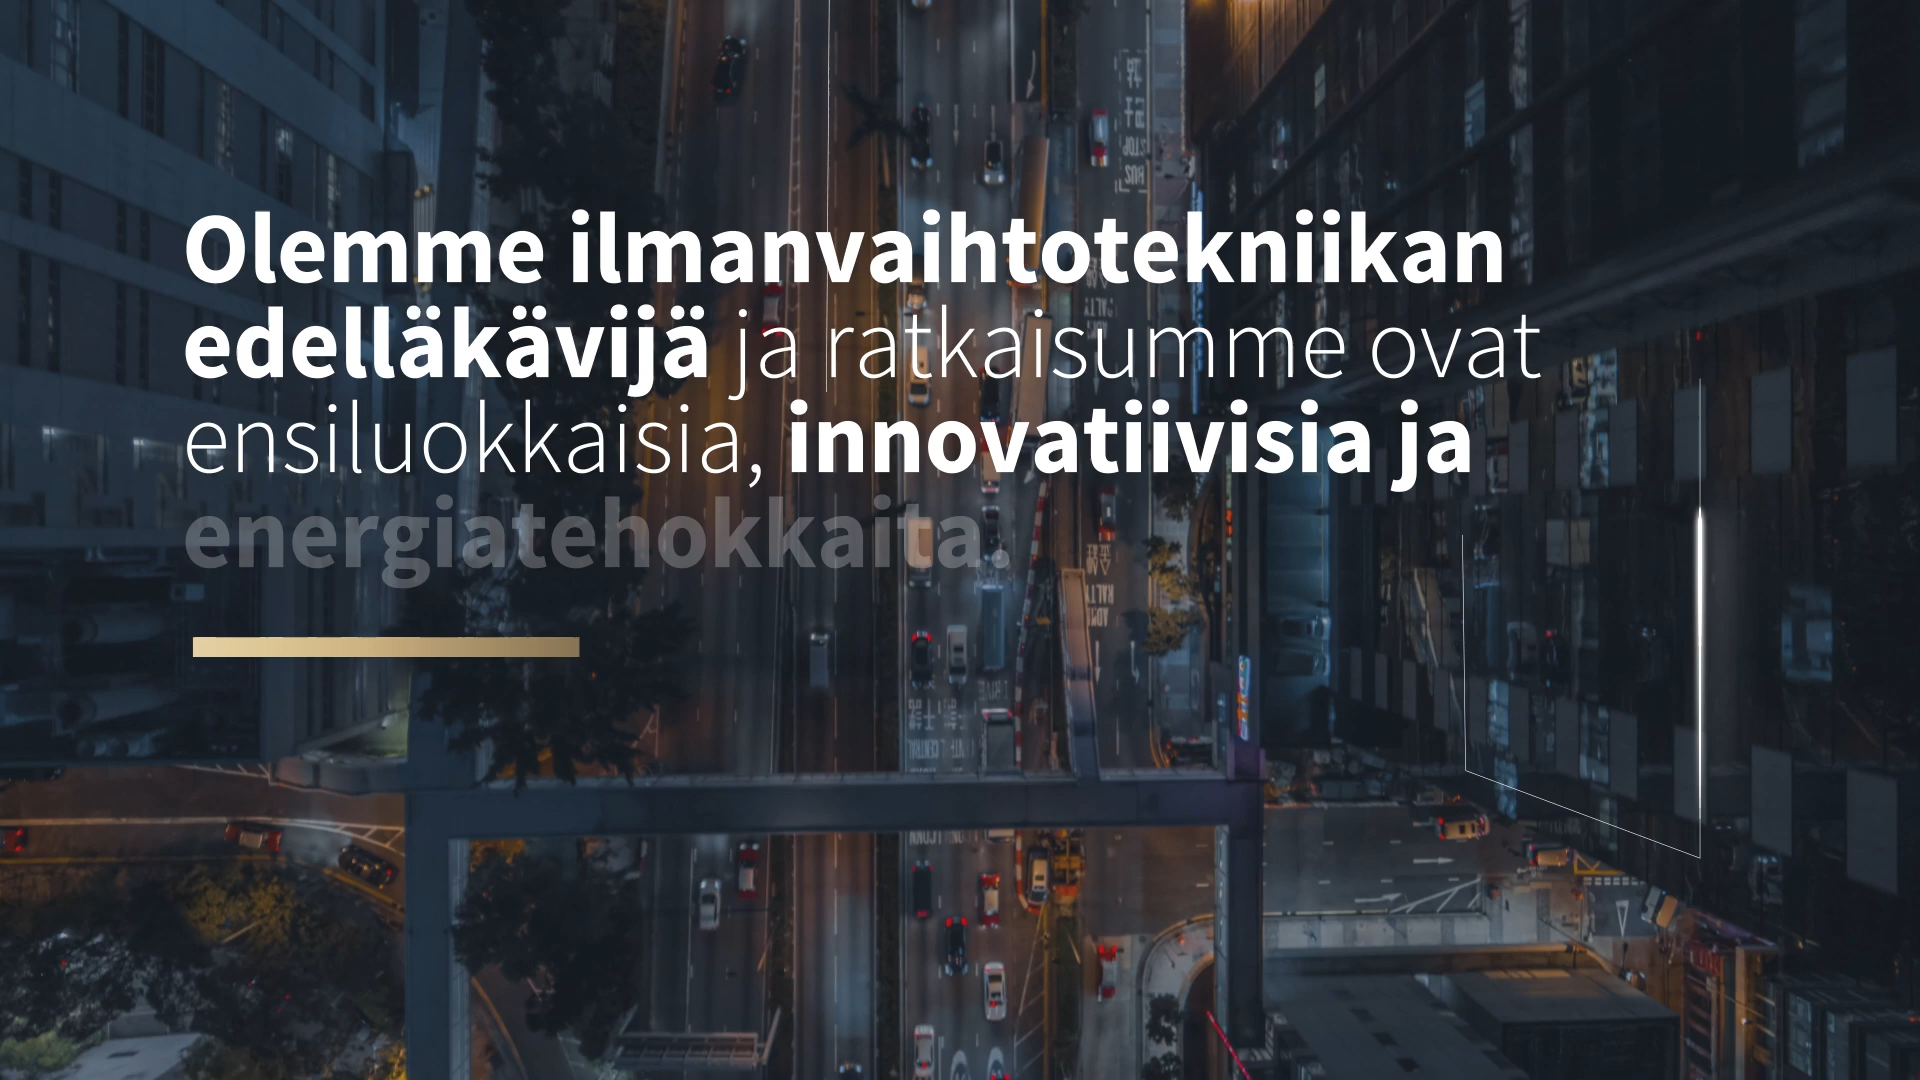 Olemme ilmanvaihtotekniikan
edelläkävijä ja ratkaisumme ovat
ensiluokkaisia, innovatiivisia ja
energiatehokkaita.